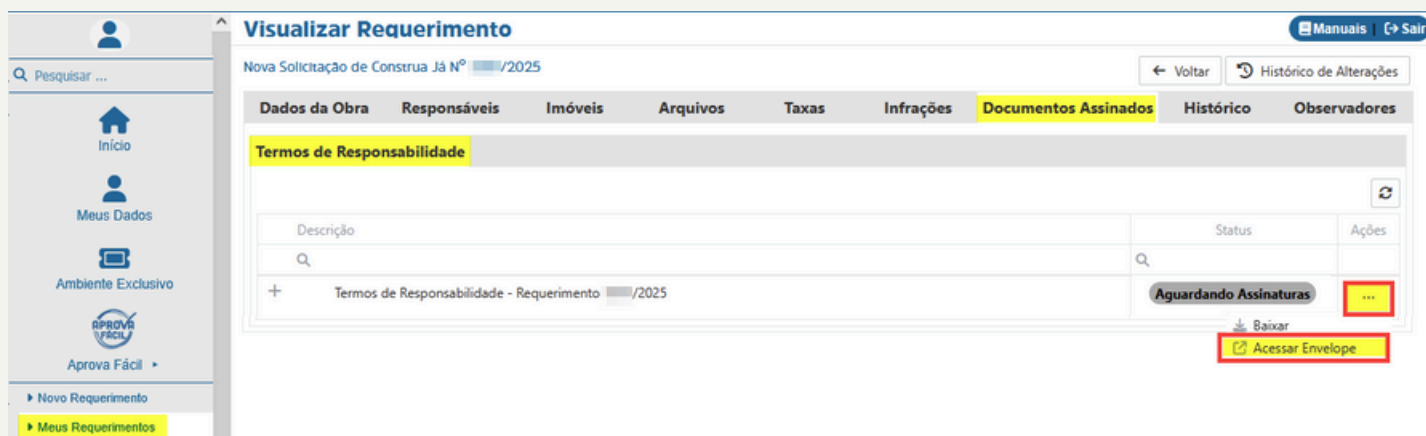 Visualizar Requerimento
Manuais | Sair
Pesquisar ...
Nova Solicitação de Construa Já Nº /2025
Voltar
Histórico de Alterações
Dados da Obra Responsáveis Imóveis Arquivos Taxas Infrações Documentos Assinados Histórico Observadores
Início
Termos de Responsabilidade
Meus Dados
Descrição Status Ações
Ambiente Exclusivo
Termos de Responsabilidade - Requerimento /2025 Aguardando Assinaturas ...
Baixar
Acessar Envelope
APROVA FÁCIL
Aprova Fácil
Novo Requerimento
Meus Requerimentos